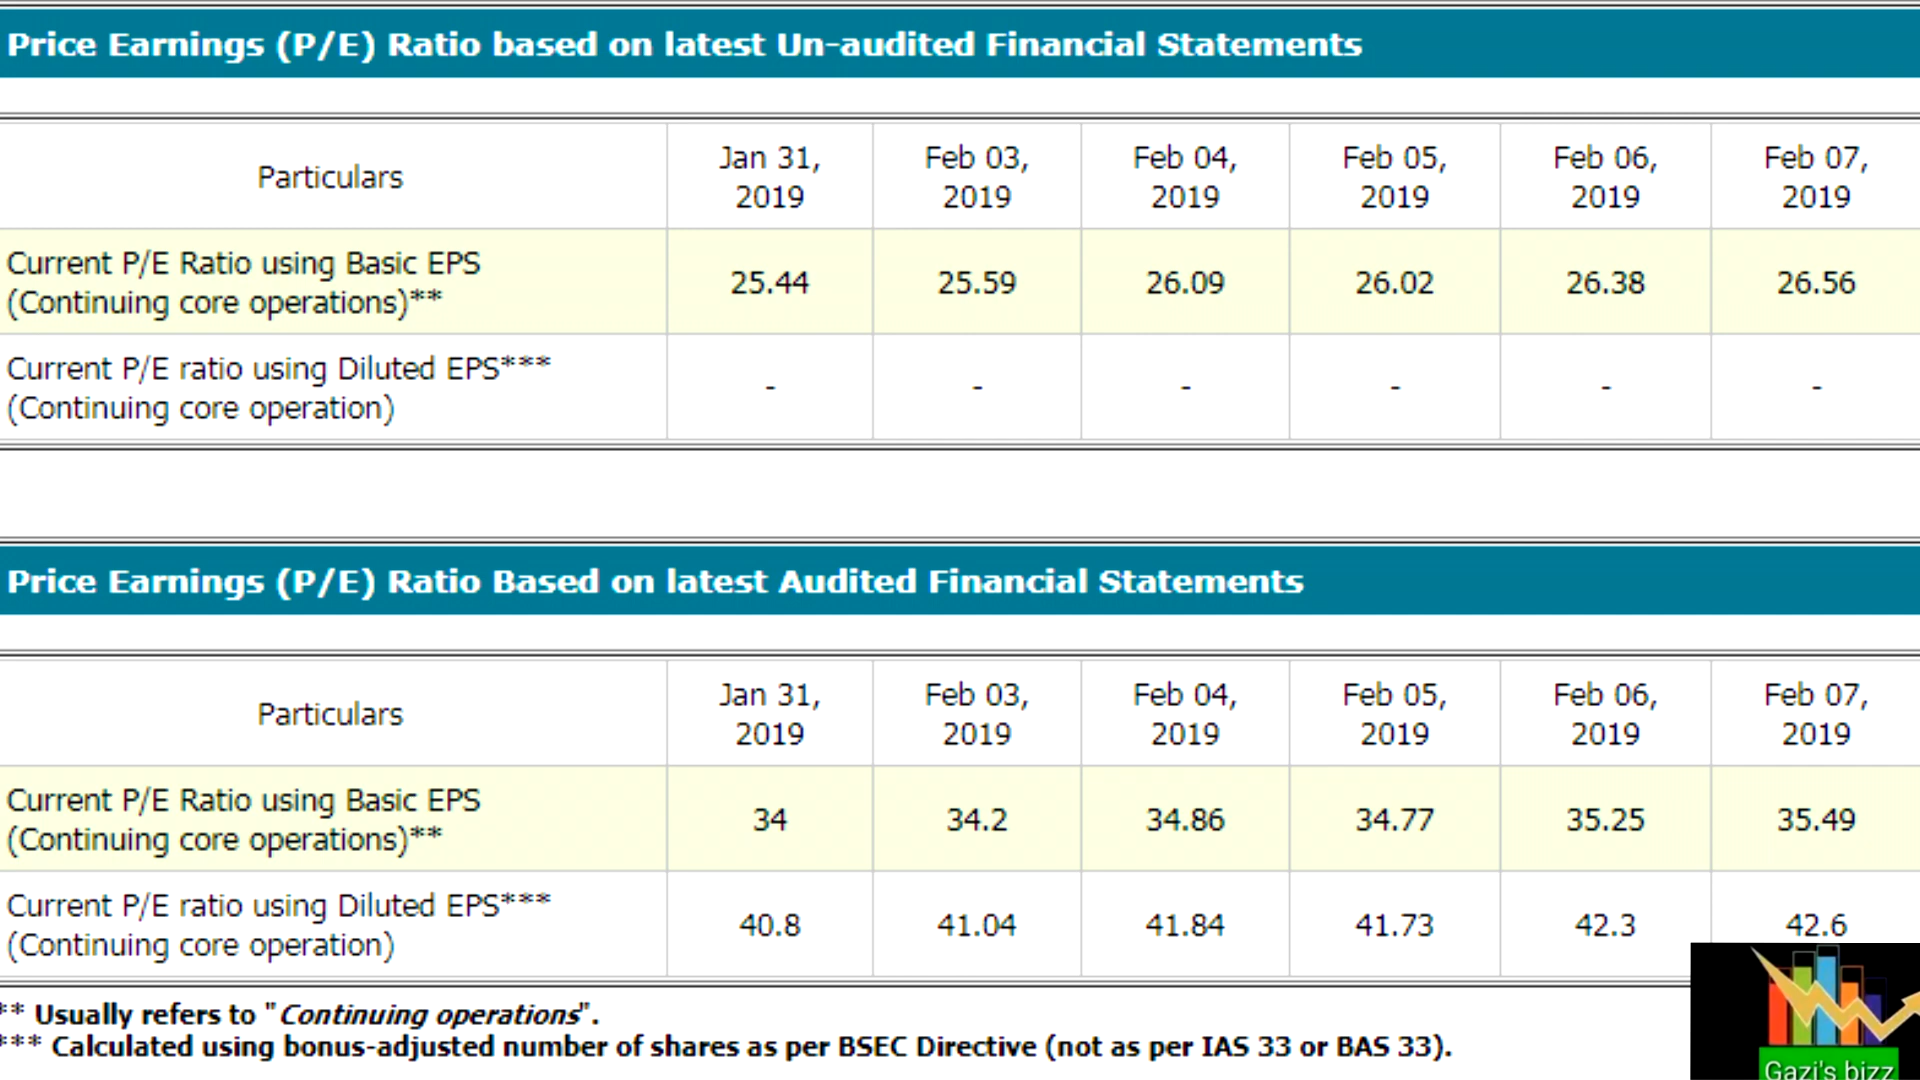 Price Earnings (P/E) Ratio based on latest Un-audited Financial Statements
Particulars
Jan 31, 2019
Feb 03, 2019
Feb 04, 2019
Feb 05, 2019
Feb 06, 2019
Feb 07, 2019
Current P/E Ratio using Basic EPS
(Continuing core operations)**
25.44
25.59
26.09
26.02
26.38
26.56
Current P/E ratio using Diluted EPS***
(Continuing core operation)
-
-
-
-
-
-
Price Earnings (P/E) Ratio Based on latest Audited Financial Statements
Particulars
Jan 31, 2019
Feb 03, 2019
Feb 04, 2019
Feb 05, 2019
Feb 06, 2019
Feb 07, 2019
Current P/E Ratio using Basic EPS
(Continuing core operations)**
34
34.2
34.86
34.77
35.25
35.49
Current P/E ratio using Diluted EPS***
(Continuing core operation)
40.8
41.04
41.84
41.73
42.3
42.6
** Usually refers to "Continuing operations".
*** Calculated using bonus-adjusted number of shares as per BSEC Directive (not as per IAS 33 or BAS 33).
Gazi's bizz